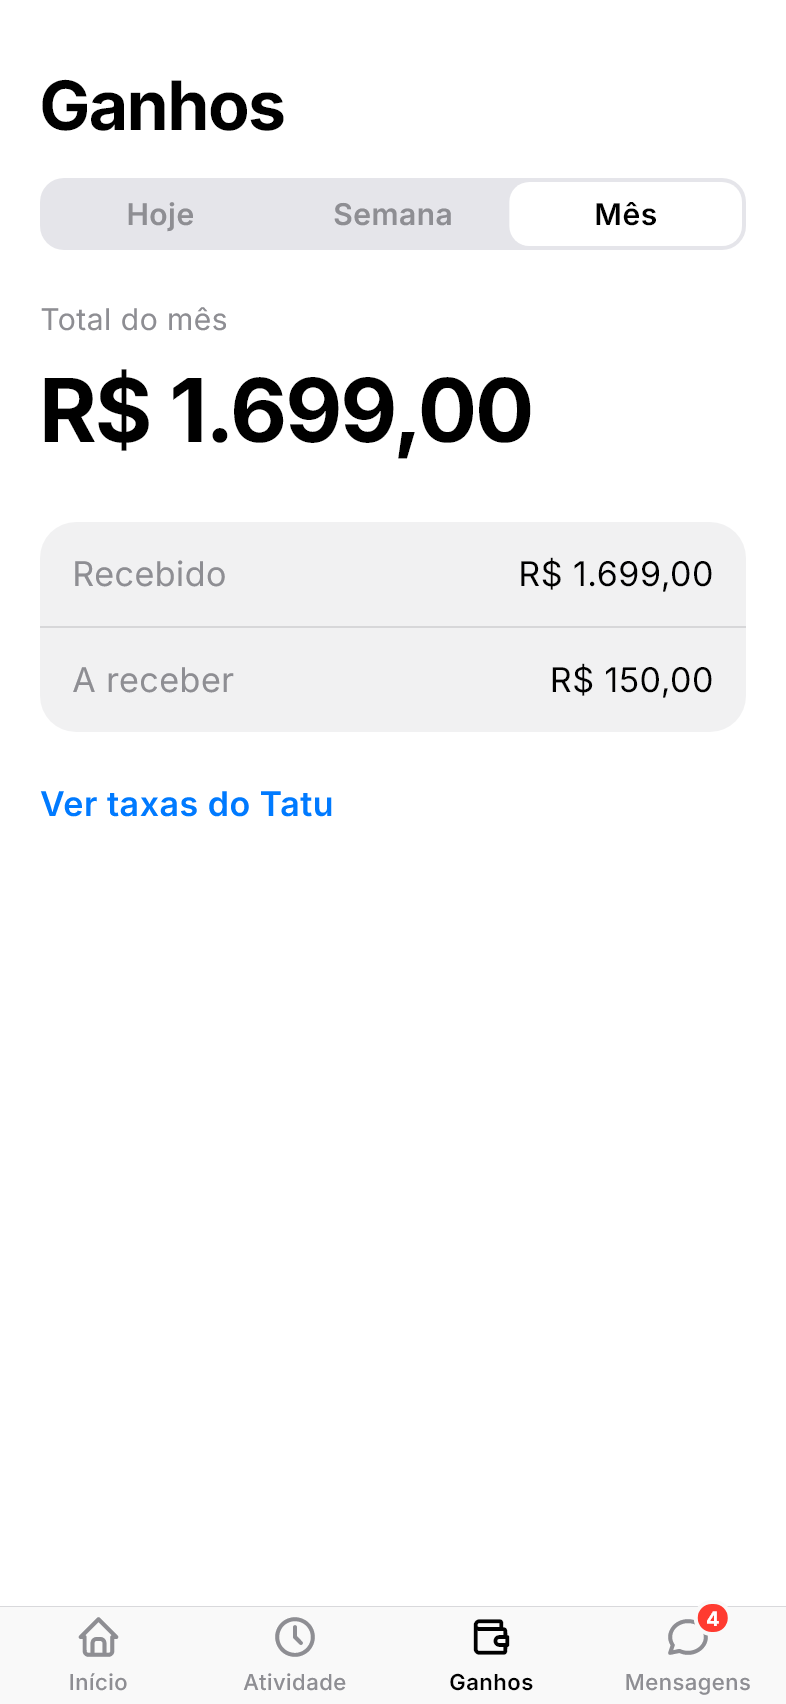 Ganhos
Hoje Semana Mês
Total do mês
R$ 1.699,00
Recebido R$ 1.699,00
A receber R$ 150,00
Ver taxas do Tatu
4
Início Atividade Ganhos Mensagens